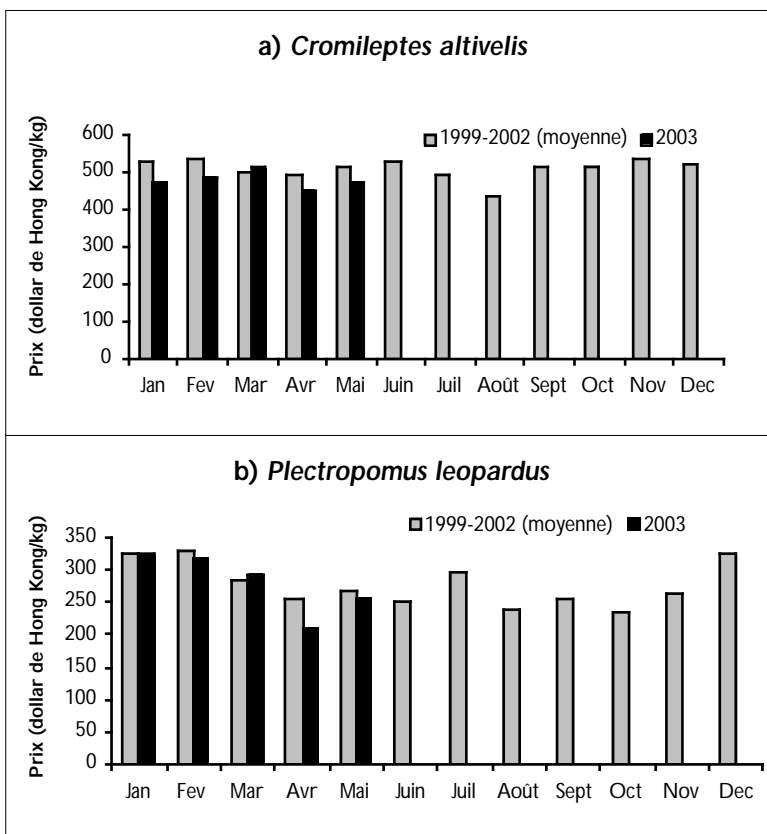 a) Cromileptes altivelis
1999-2002 (moyenne) 2003
Prix (dollar de Hong Kong/kg)
600
500
400
300
200
100
0
Jan Fev Mar Avr Mai Juin Juil Août Sept Oct Nov Dec
b) Plectropomus leopardus
1999-2002 (moyenne) 2003
Prix (dollar de Hong Kong/kg)
350
300
250
200
150
100
50
0
Jan Fev Mar Avr Mai Juin Juil Août Sept Oct Nov Dec